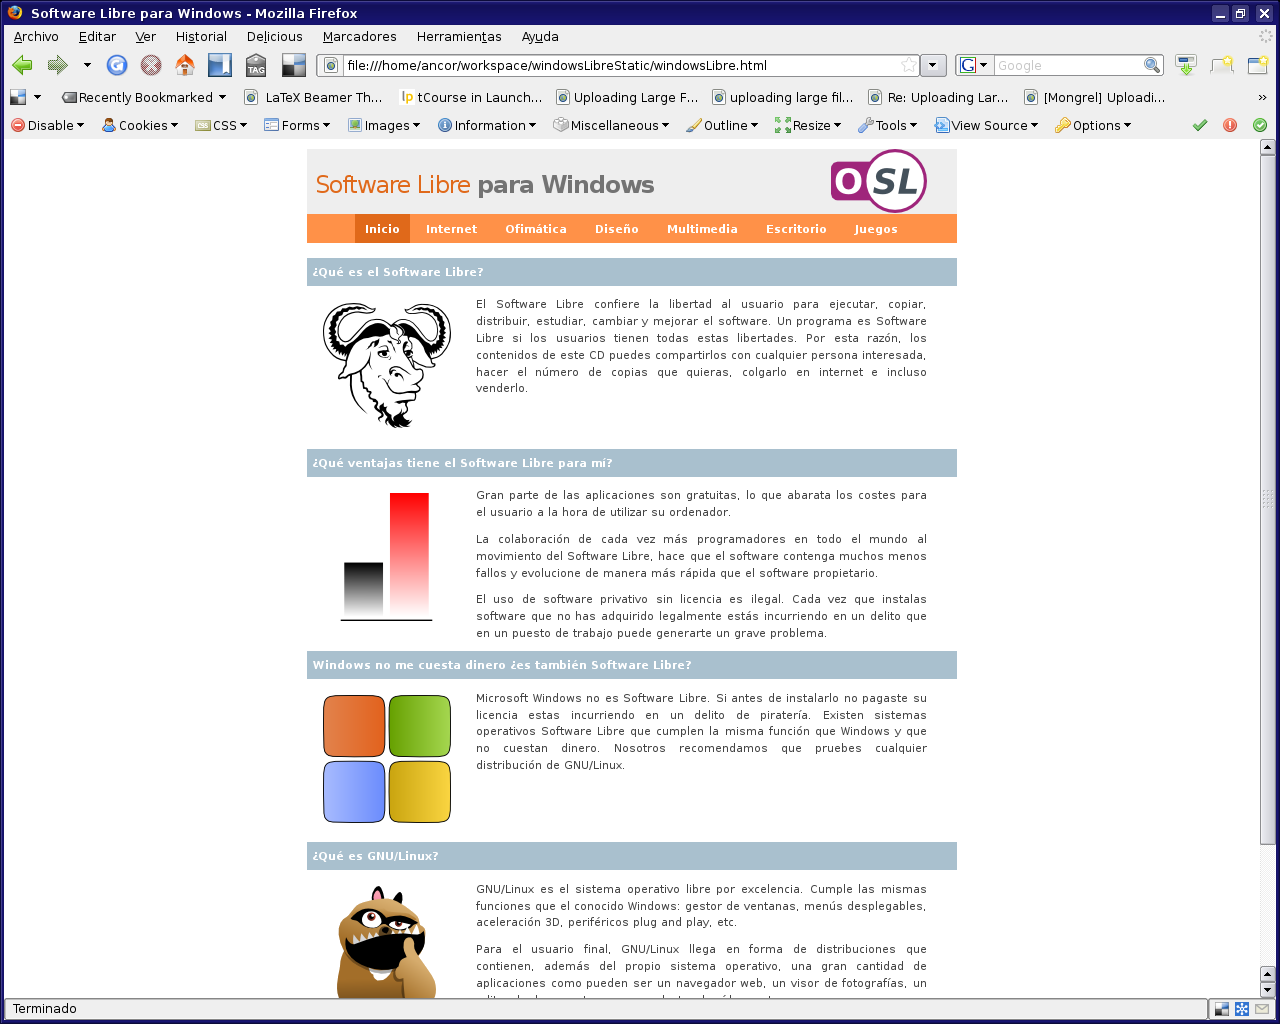 Software Libre para Windows - Mozilla Firefox
Archivo Editar Ver Historial Delicious Marcadores Herramientas Ayuda
TAG file:///home/ancor/workspace/windowsLibreStatic/windowsLibre.html G Google
Recently Bookmarked LaTeX Beamer Th... lp tCourse in Launch... Uploading Large F... uploading large fil... Re: Uploading Lar... [Mongrel] Uploadi... »
Disable Cookies CSS Forms Images Information Miscellaneous Outline Resize Tools View Source Options
Software Libre para Windows OSL
Inicio Internet Ofimática Diseño Multimedia Escritorio Juegos
¿Qué es el Software Libre?
El Software Libre confiere la libertad al usuario para ejecutar, copiar,
distribuir, estudiar, cambiar y mejorar el software. Un programa es Software
Libre si los usuarios tienen todas estas libertades. Por esta razón, los
contenidos de este CD puedes compartirlos con cualquier persona interesada,
hacer el número de copias que quieras, colgarlo en internet e incluso
venderlo.
¿Qué ventajas tiene el Software Libre para mí?
Gran parte de las aplicaciones son gratuitas, lo que abarata los costes para
el usuario a la hora de utilizar su ordenador.
La colaboración de cada vez más programadores en todo el mundo al
movimiento del Software Libre, hace que el software contenga muchos menos
fallos y evolucione de manera más rápida que el software propietario.
El uso de software privativo sin licencia es ilegal. Cada vez que instalas
software que no has adquirido legalmente estás incurriendo en un delito que
en un puesto de trabajo puede generarte un grave problema.
Windows no me cuesta dinero ¿es también Software Libre?
Microsoft Windows no es Software Libre. Si antes de instalarlo no pagaste su
licencia estas incurriendo en un delito de piratería. Existen sistemas
operativos Software Libre que cumplen la misma función que Windows y que
no cuestan dinero. Nosotros recomendamos que pruebes cualquier
distribución de GNU/Linux.
¿Qué es GNU/Linux?
GNU/Linux es el sistema operativo libre por excelencia. Cumple las mismas
funciones que el conocido Windows: gestor de ventanas, menús desplegables,
aceleración 3D, periféricos plug and play, etc.
Para el usuario final, GNU/Linux llega en forma de distribuciones que
contienen, además del propio sistema operativo, una gran cantidad de
aplicaciones como pueden ser un navegador web, un visor de fotografías, un
Terminado